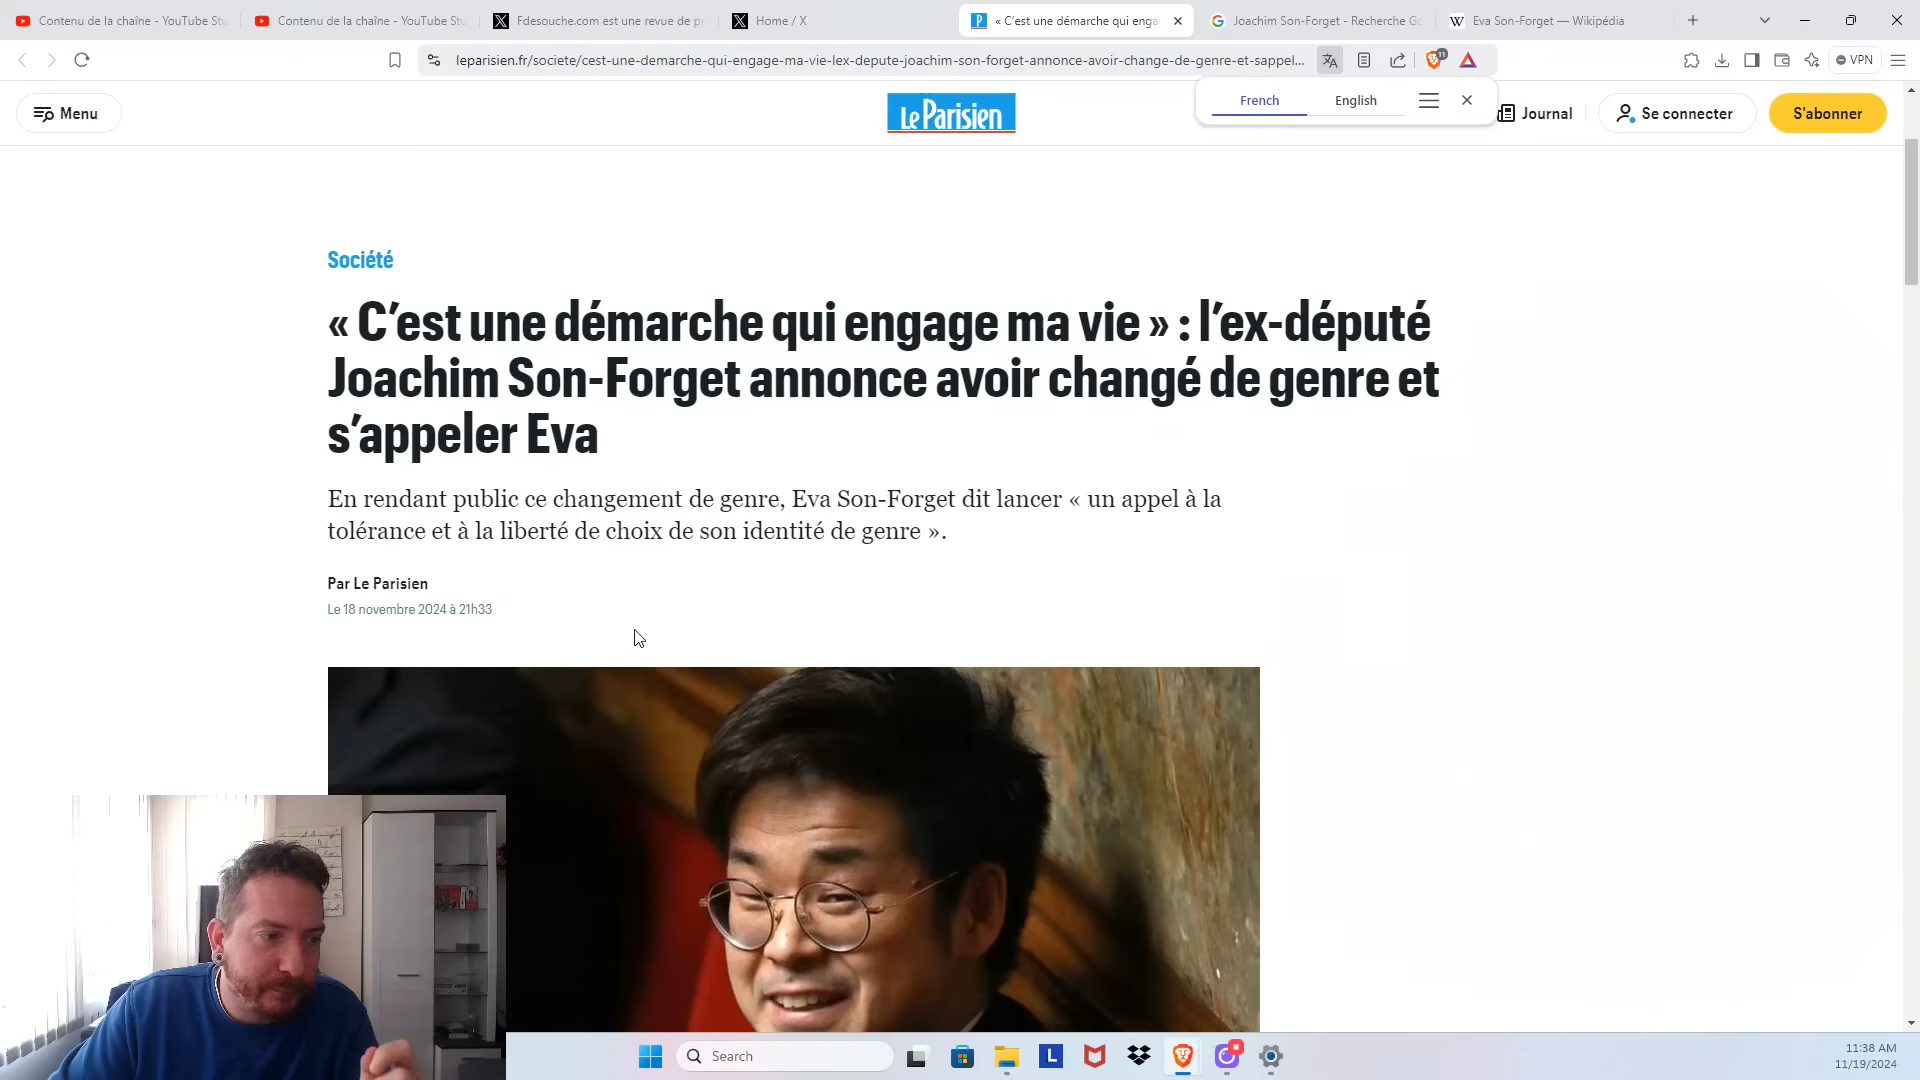 Contenu de la chaîne - YouTube Stu
Contenu de la chaîne - YouTube Stu
Fdesouche.com est une revue de pr
Home / X
« C'est une démarche qui enga
Joachim Son-Forget - Recherche Go
Eva Son-Forget — Wikipédia
leparisien.fr/societe/cest-une-demarche-qui-engage-ma-vie-lex-depute-joachim-son-forget-annonce-avoir-change-de-genre-et-sappel...
11
VPN
French
English
Menu
Le Parisien
Journal
Se connecter
S'abonner
Société
« C'est une démarche qui engage ma vie » : l'ex-député
Joachim Son-Forget annonce avoir changé de genre et
s'appeler Eva
En rendant public ce changement de genre, Eva Son-Forget dit lancer « un appel à la
tolérance et à la liberté de choix de son identité de genre ».
Par Le Parisien
Le 18 novembre 2024 à 21h33
Search
L
11:38 AM
11/19/2024